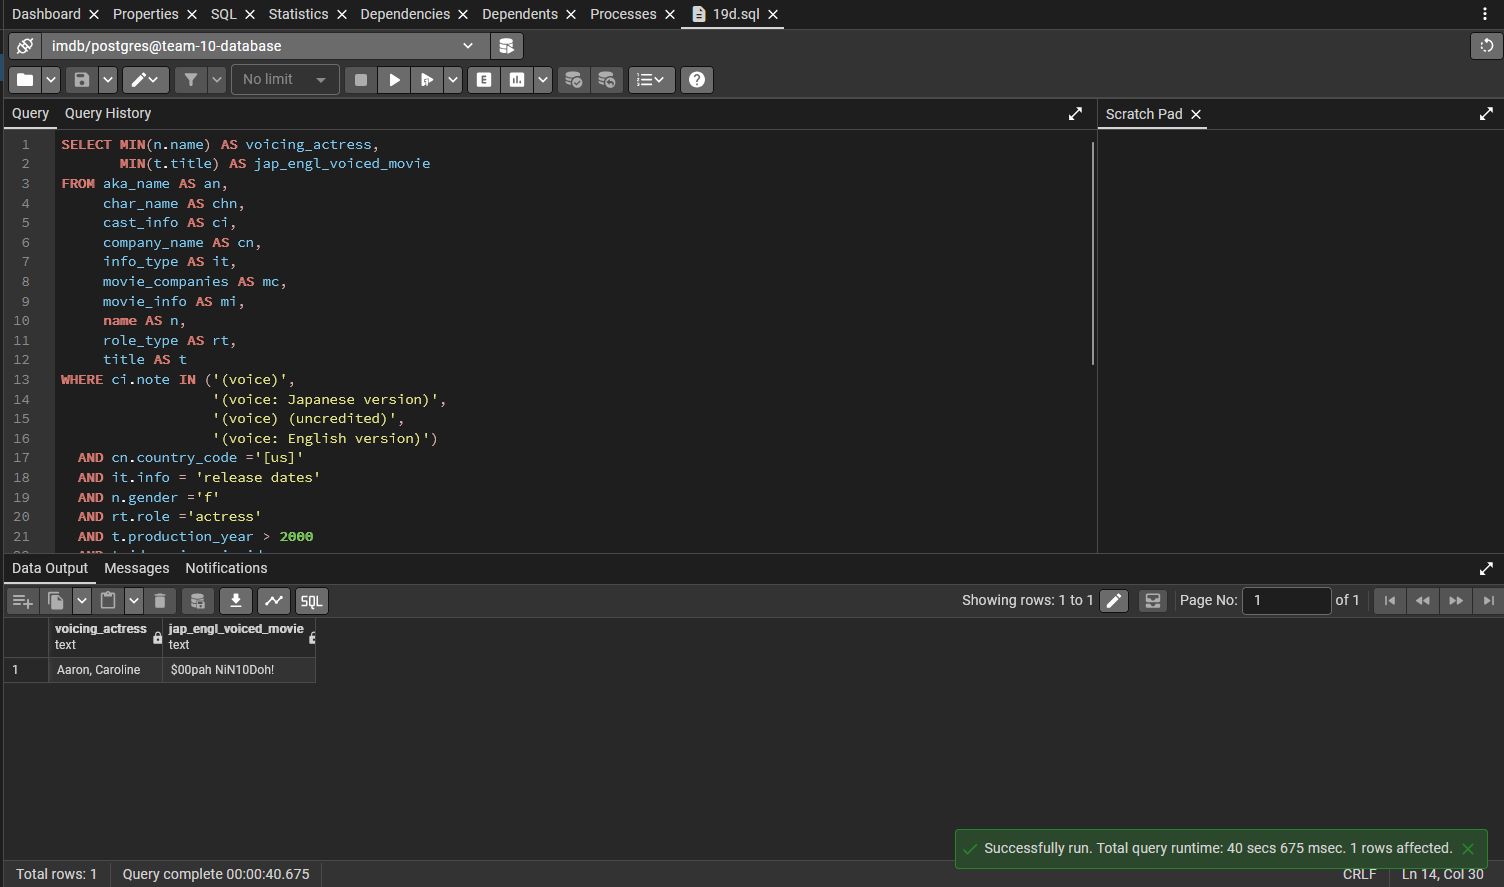 Dashboard Properties SQL Statistics Dependencies Dependents Processes 19d.sql
imdb/postgres@team-10-database
No limit E
Query Query History Scratch Pad
1 SELECT MIN(n.name) AS voicing_actress,
2 MIN(t.title) AS jap_engl_voiced_movie
3 FROM aka_name AS an,
4 char_name AS chn,
5 cast_info AS ci,
6 company_name AS cn,
7 info_type AS it,
8 movie_companies AS mc,
9 movie_info AS mi,
10 name AS n,
11 role_type AS rt,
12 title AS t
13 WHERE ci.note IN ('(voice)',
14 '(voice: Japanese version)',
15 '(voice) (uncredited)',
16 '(voice: English version)')
17 AND cn.country_code ='[us]'
18 AND it.info = 'release dates'
19 AND n.gender ='f'
20 AND rt.role ='actress'
21 AND t.production_year > 2000
Data Output Messages Notifications
SQL Showing rows: 1 to 1 Page No: 1 of 1
voicing_actress jap_engl_voiced_movie
text text
1 Aaron, Caroline $00pah NiN10Doh!
Successfully run. Total query runtime: 40 secs 675 msec. 1 rows affected.
Total rows: 1 Query complete 00:00:40.675 CRLF Ln 14, Col 30